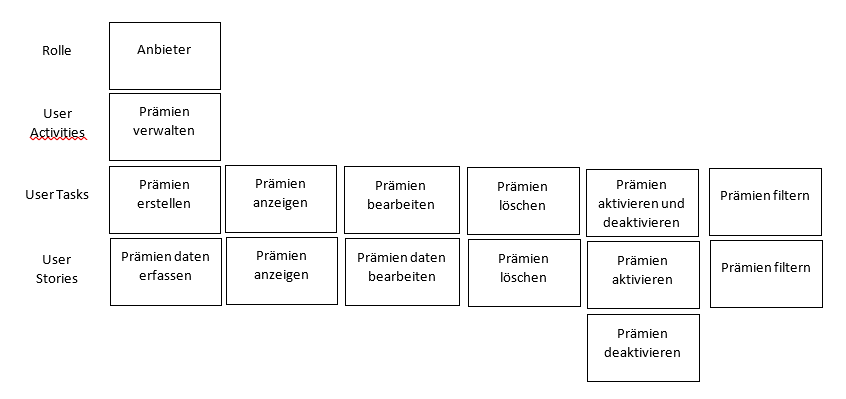 Rolle
Anbieter
User
Activities
Prämien
verwalten
User Tasks
Prämien
erstellen
Prämien
anzeigen
Prämien
bearbeiten
Prämien
löschen
Prämien
aktivieren und
deaktivieren
Prämien filtern
User
Stories
Prämien daten
erfassen
Prämien
anzeigen
Prämien daten
bearbeiten
Prämien
löschen
Prämien
aktivieren
Prämien filtern
Prämien
deaktivieren